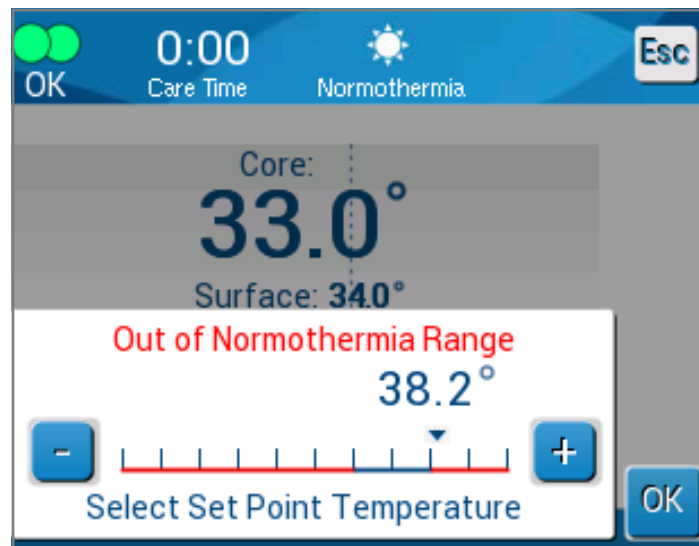 0:00
Esc
OK
Care Time
Normothermia
Core:
33.0°
Surface: 34.0°
Out of Normothermia Range
38.2°
-
+
Select Set Point Temperature
OK